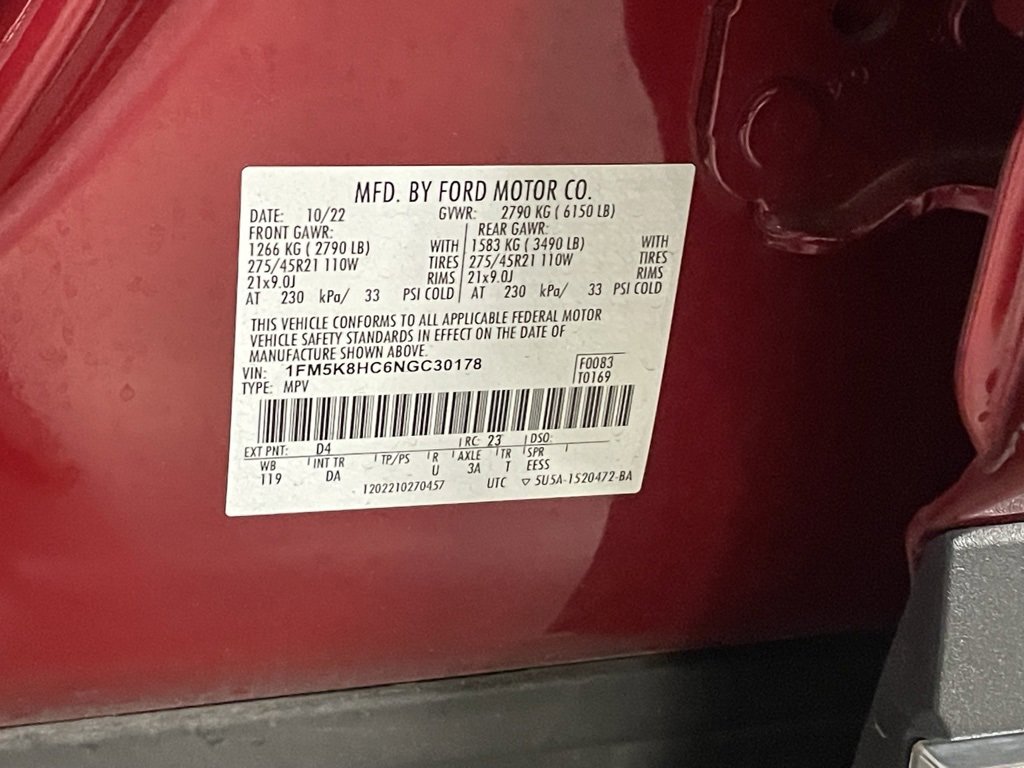 MFD. BY FORD MOTOR CO.
DATE: 10/22 GVWR: 2790 KG ( 6150 LB)
FRONT GAWR: REAR GAWR:
1266 KG ( 2790 LB) WITH 1583 KG ( 3490 LB) WITH
275/45R21 110W TIRES 275/45R21 110W TIRES
21x9.0J RIMS 21x9.0J RIMS
AT 230 kPa/ 33 PSI COLD AT 230 kPa/ 33 PSI COLD
THIS VEHICLE CONFORMS TO ALL APPLICABLE FEDERAL MOTOR
VEHICLE SAFETY STANDARDS IN EFFECT ON THE DATE OF
MANUFACTURE SHOWN ABOVE.
VIN: 1FM5K8HC6NGC30178 F0083
TYPE: MPV T0169
EXT PNT: D4 RC: 23 DSO:
WB INT TR TP/PS R AXLE TR SPR
119 DA U 3A T EESS
1202210270457 UTC ▽ 5U5A-1520472-BA